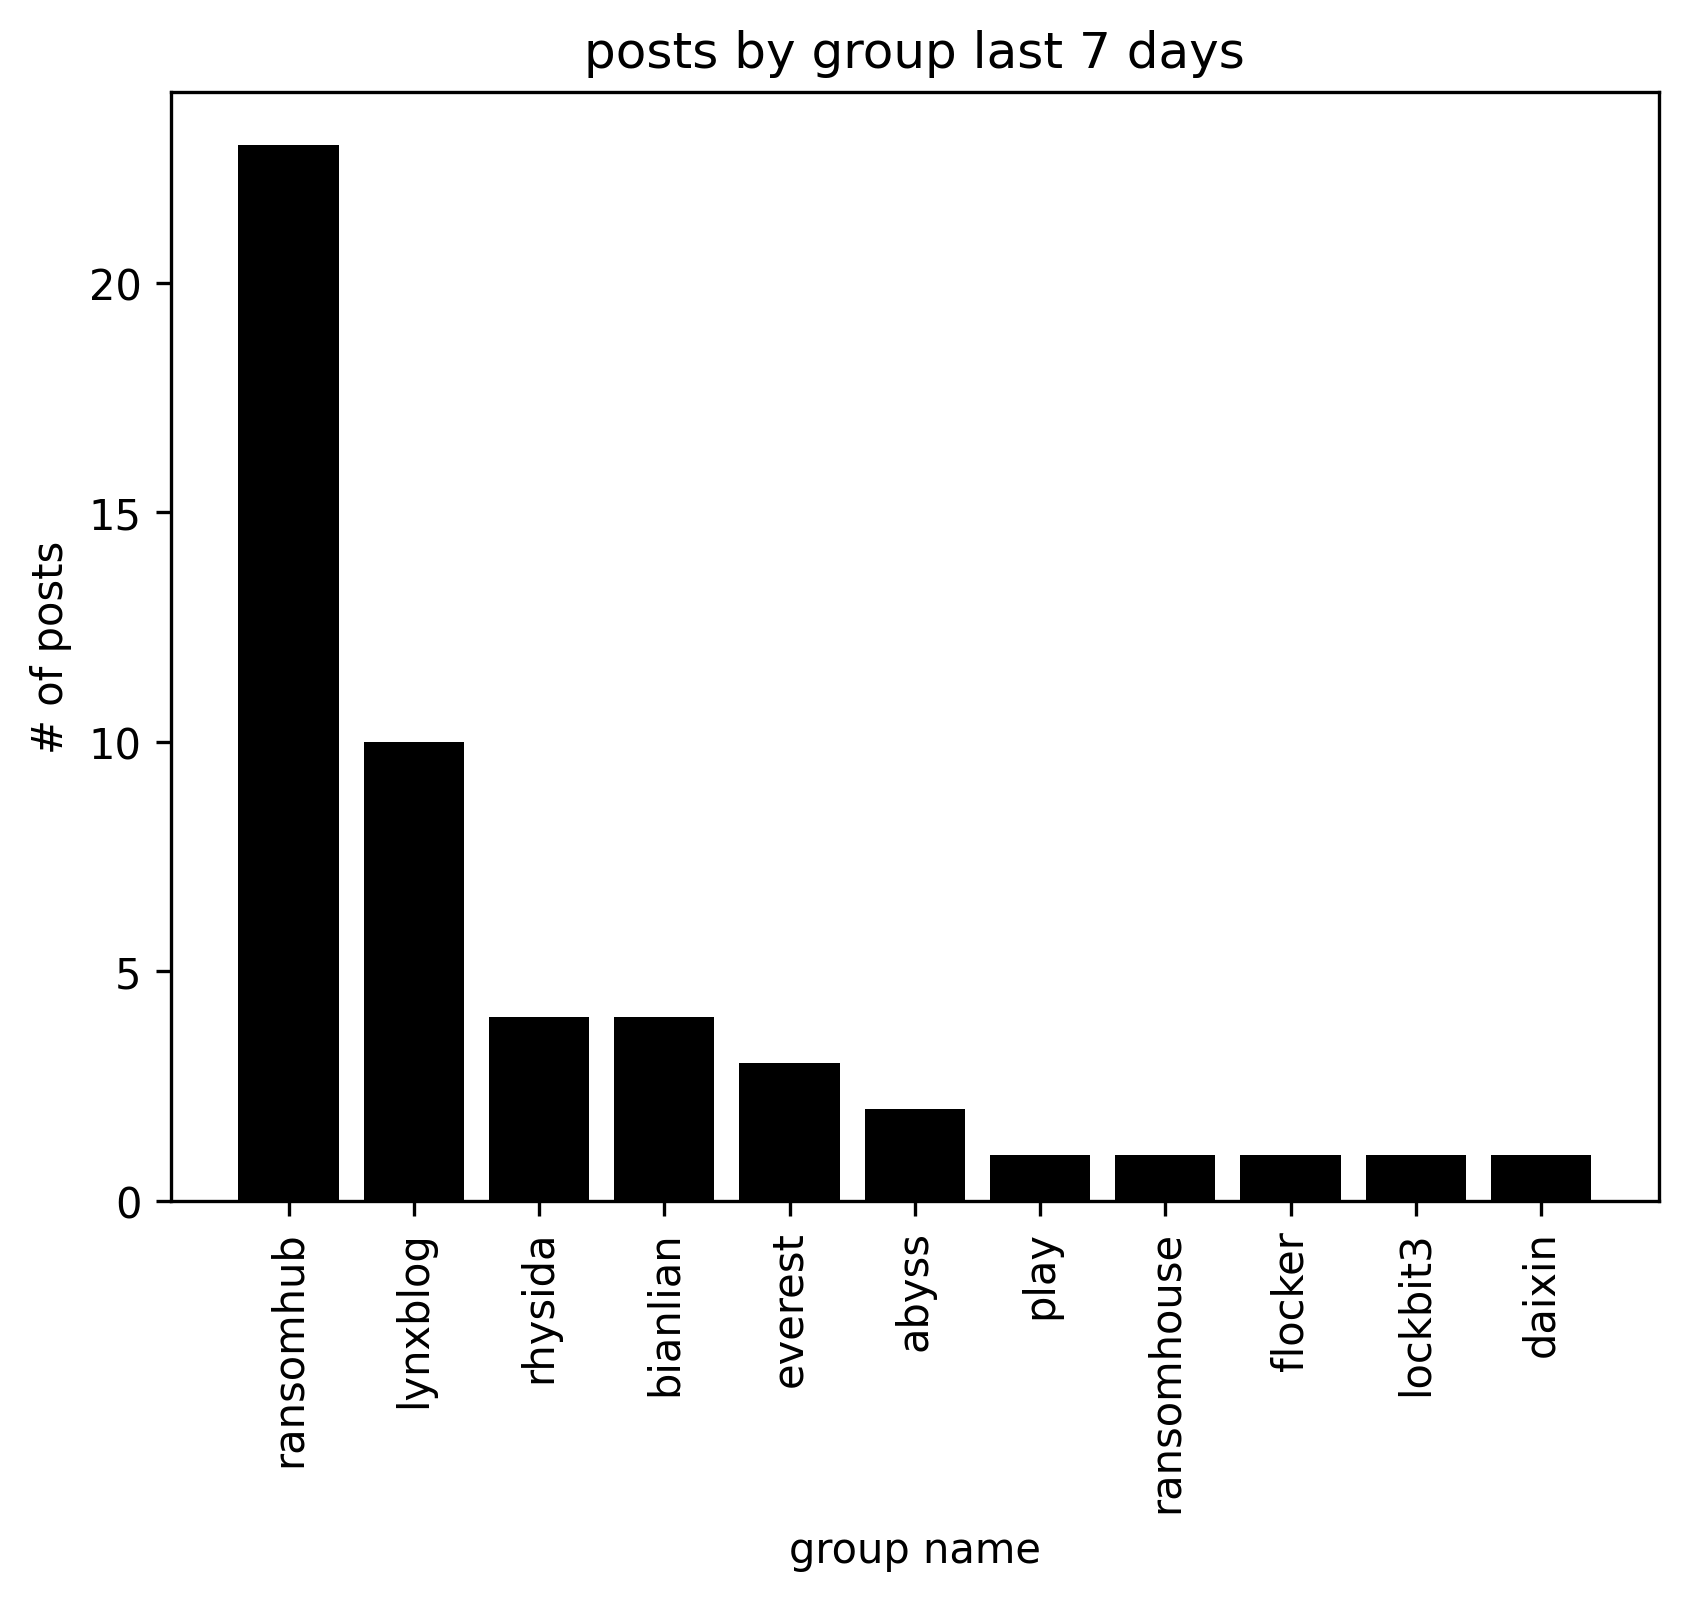 posts by group last 7 days
# of posts
20
15
10
5
0
ransomhub
lynxblog
rhysida
bianlian
everest
abyss
play
ransomhouse
flocker
lockbit3
daixin
group name